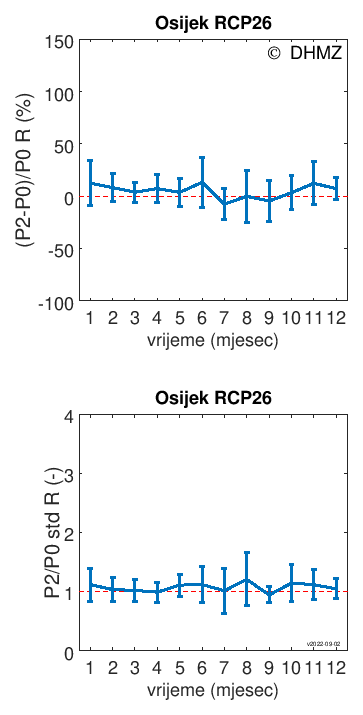 Osijek RCP26
© DHMZ
150
100
50
0
-50
-100
(P2-P0)/P0 R (%)
1 2 3 4 5 6 7 8 9 10 11 12
vrijeme (mjesec)
Osijek RCP26
4
3
2
1
0
P2/P0 std R (-)
v2022-09-02
1 2 3 4 5 6 7 8 9 10 11 12
vrijeme (mjesec)